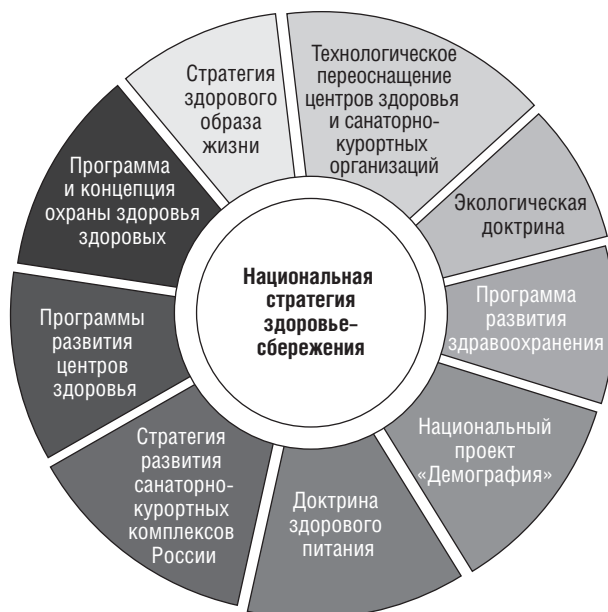 Стратегия
здорового
образа
жизни
Технологическое
переоснащение
центров здоровья
и санаторно-
курортных
организаций
Экологическая
доктрина
Программа
развития
здравоохранения
Национальный
проект
«Демография»
Доктрина
здорового
питания
Стратегия
развития
санаторно-
курортных
комплексов
России
Программы
развития
центров
здоровья
Программа
и концепция
охраны здоровья
здоровых
Национальная
стратегия
здоровье-
сбережения